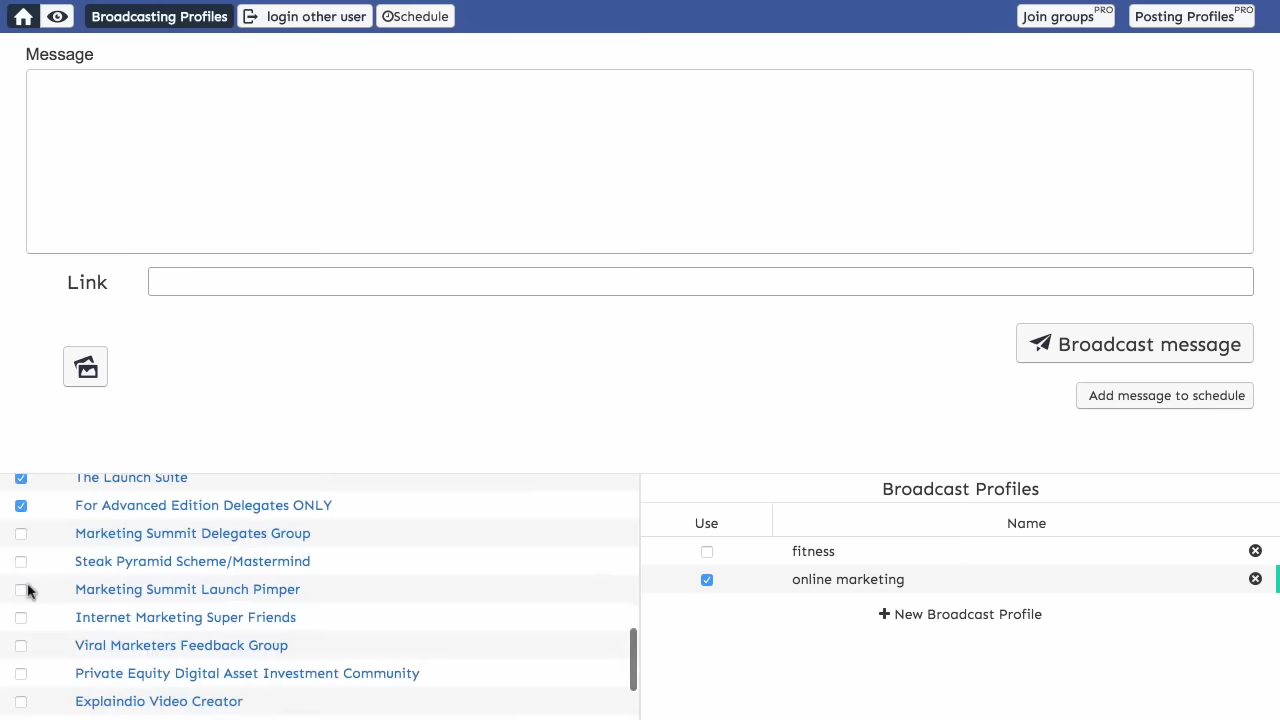 Broadcasting Profiles login other user Schedule Join groups PRO Posting Profiles PRO
Message
Link
Broadcast message
Add message to schedule
The Launch Suite
For Advanced Edition Delegates ONLY
Marketing Summit Delegates Group
Steak Pyramid Scheme/Mastermind
Marketing Summit Launch Pimper
Internet Marketing Super Friends
Viral Marketers Feedback Group
Private Equity Digital Asset Investment Community
Explaindio Video Creator
Broadcast Profiles
Use Name
fitness
online marketing
New Broadcast Profile